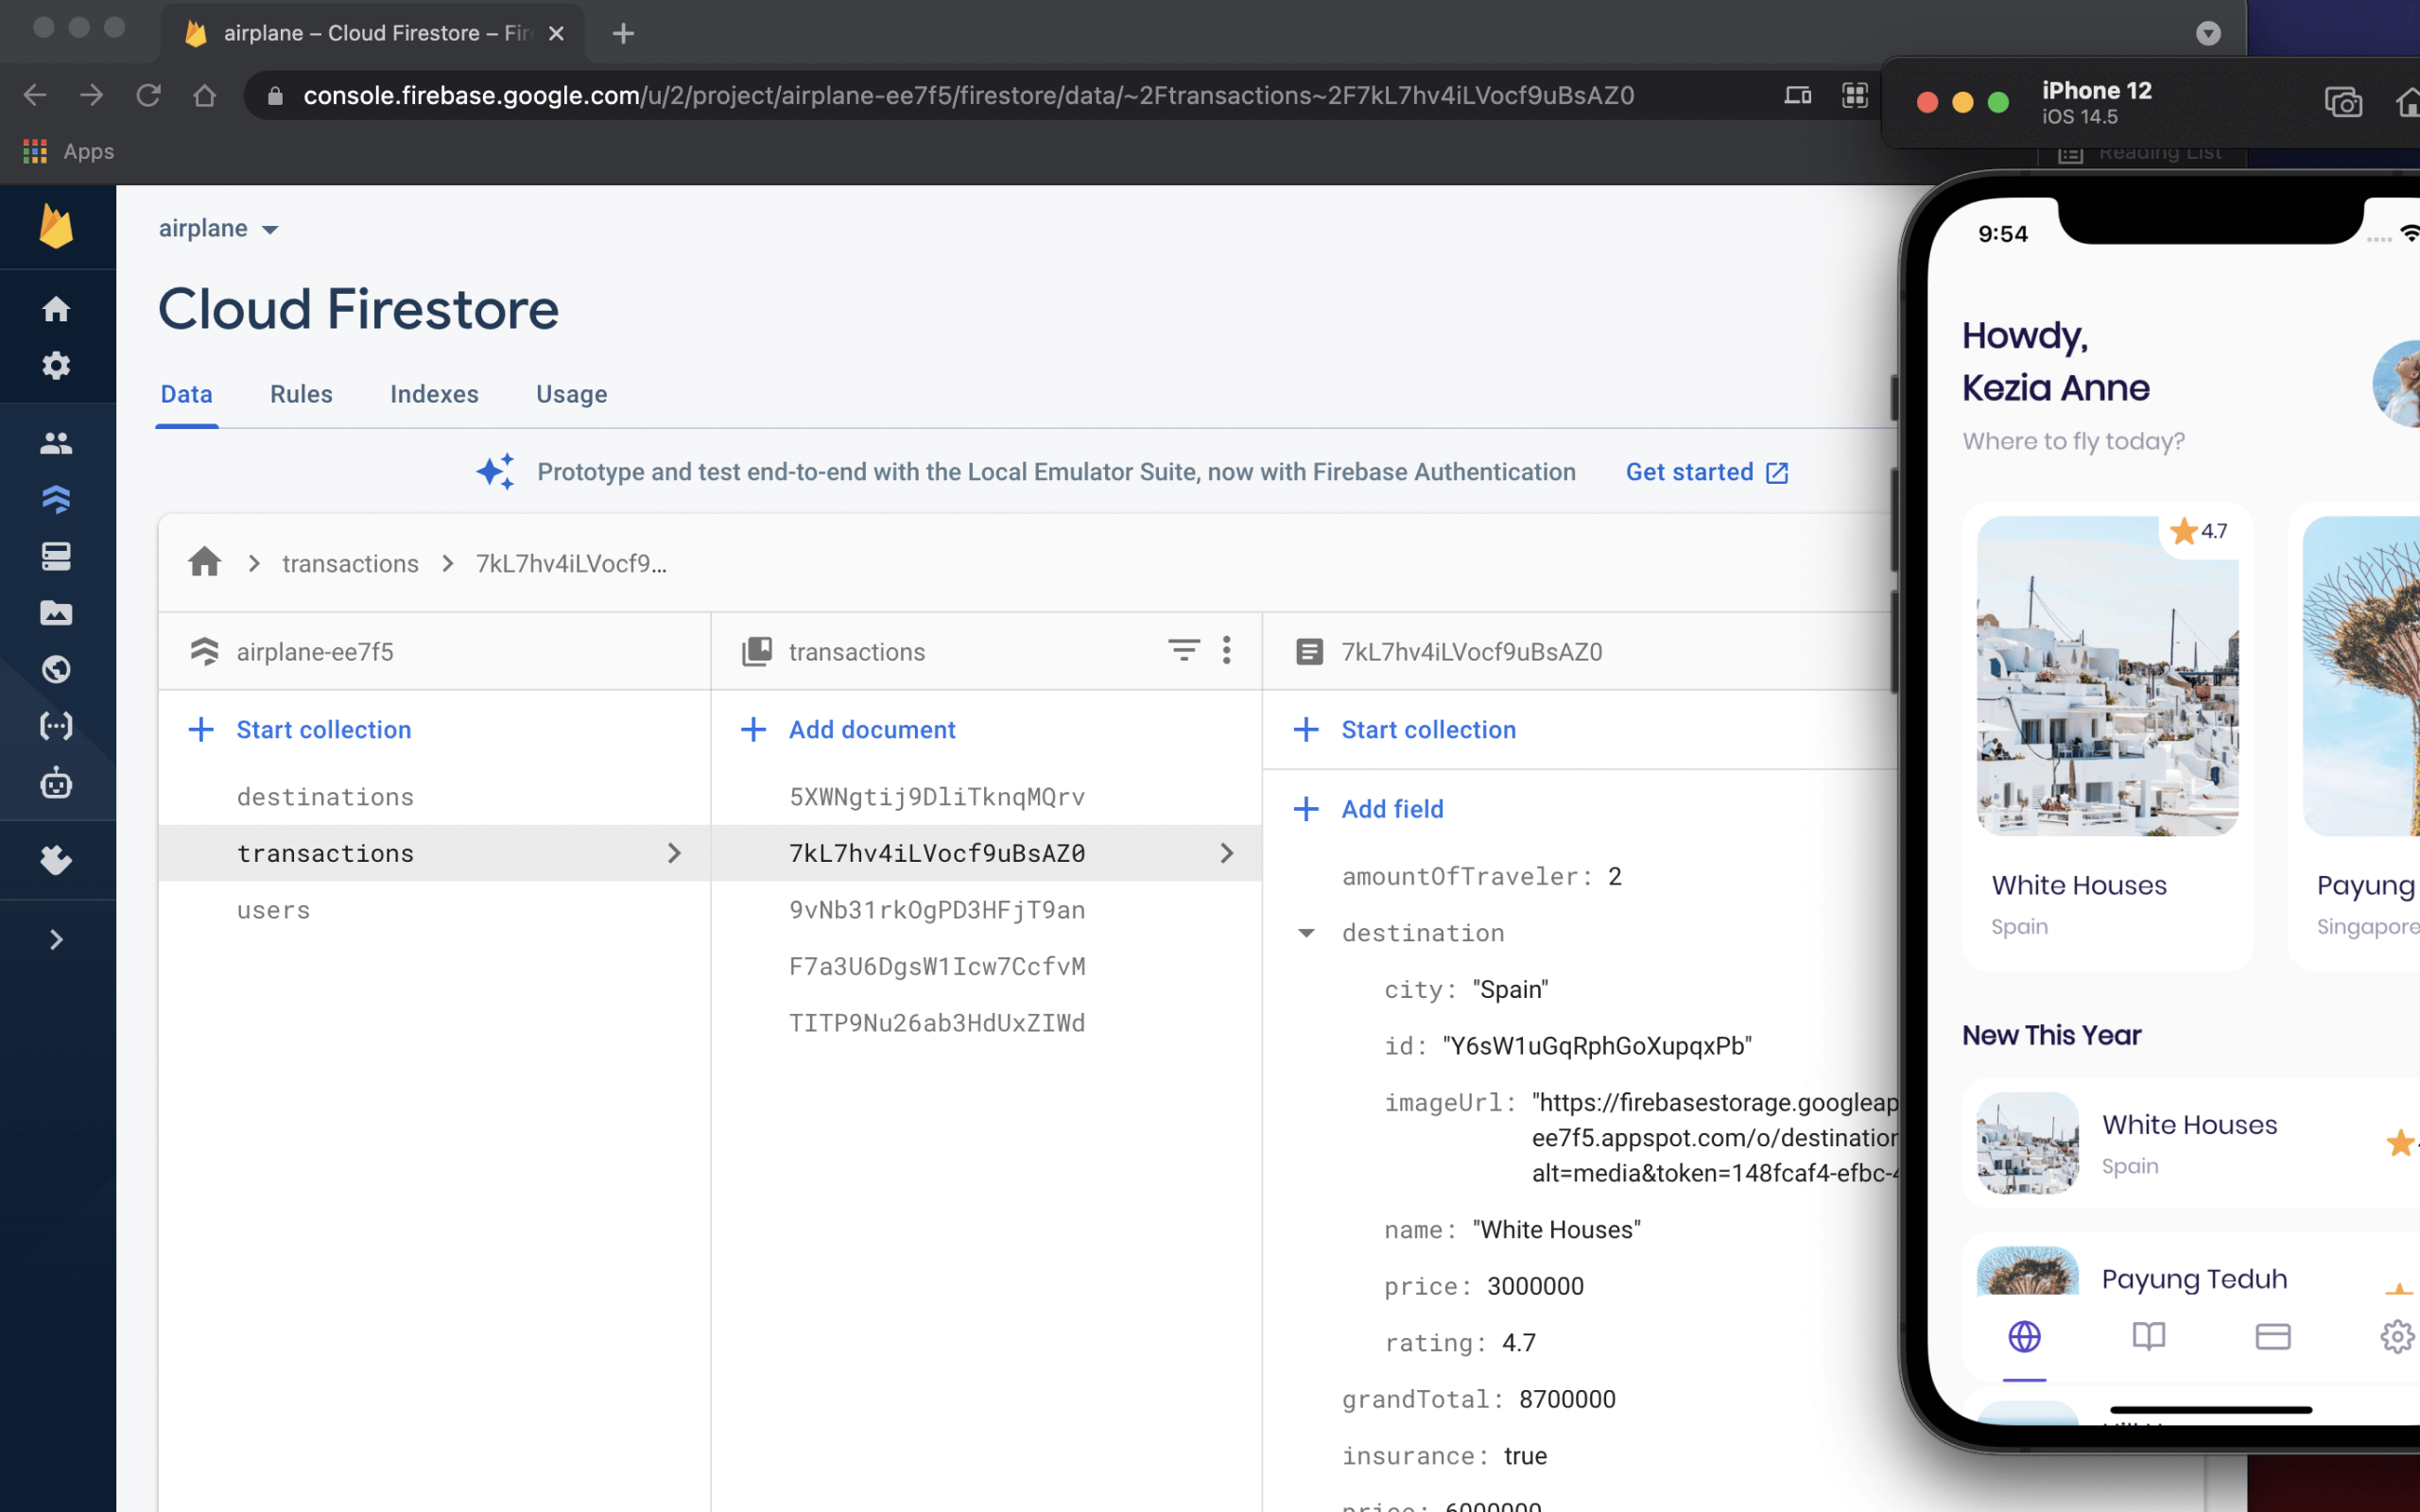 airplane – Cloud Firestore – Fir
console.firebase.google.com/u/2/project/airplane-ee7f5/firestore/data/~2Ftransactions~2F7kL7hv4iLVocf9uBsAZ0
Apps
Reading List
airplane
Cloud Firestore
Data
Rules
Indexes
Usage
Prototype and test end-to-end with the Local Emulator Suite, now with Firebase Authentication
Get started
transactions
7kL7hv4iLVocf9...
airplane-ee7f5
Start collection
destinations
transactions
users
transactions
Add document
5XWNgtij9DliTknqMQrv
7kL7hv4iLVocf9uBsAZ0
9vNb31rkOgPD3HFjT9an
F7a3U6DgsW1Icw7CcfvM
TITP9Nu26ab3HdUxZIWd
7kL7hv4iLVocf9uBsAZ0
Start collection
Add field
amountOfTraveler: 2
destination
city: "Spain"
id: "Y6sW1uGqRphGoXupqxPb"
imageUrl: "https://firebasestorage.googleap
ee7f5.appspot.com/o/destination
alt=media&token=148fcaf4-efbc-4
name: "White Houses"
price: 3000000
rating: 4.7
grandTotal: 8700000
insurance: true
price: 6000000
iPhone 12
iOS 14.5
9:54
Howdy,
Kezia Anne
Where to fly today?
4.7
White Houses
Spain
Payung
Singapore
New This Year
White Houses
Spain
Payung Teduh